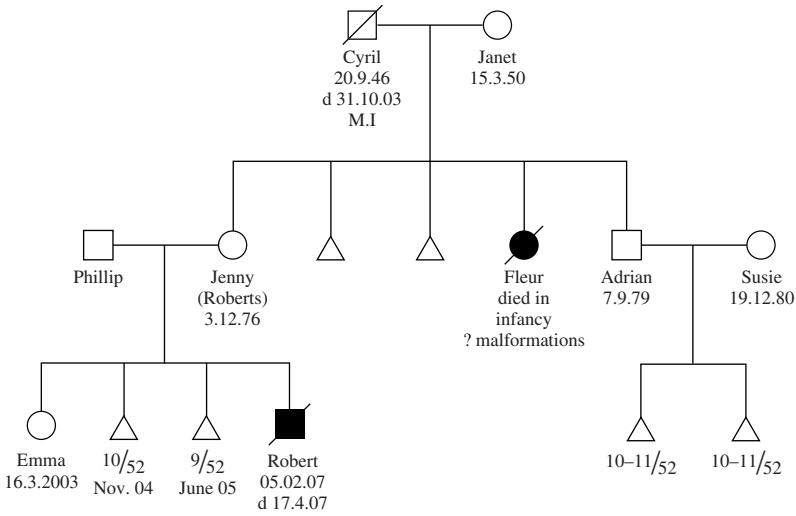 Cyril
20.9.46
d 31.10.03
M.I
Janet
15.3.50
Phillip
Jenny
(Roberts)
3.12.76
Fleur
died in
infancy
? malformations
Adrian
7.9.79
Susie
19.12.80
Emma
16.3.2003
10/52
Nov. 04
9/52
June 05
Robert
05.02.07
d 17.4.07
10–11/52
10–11/52